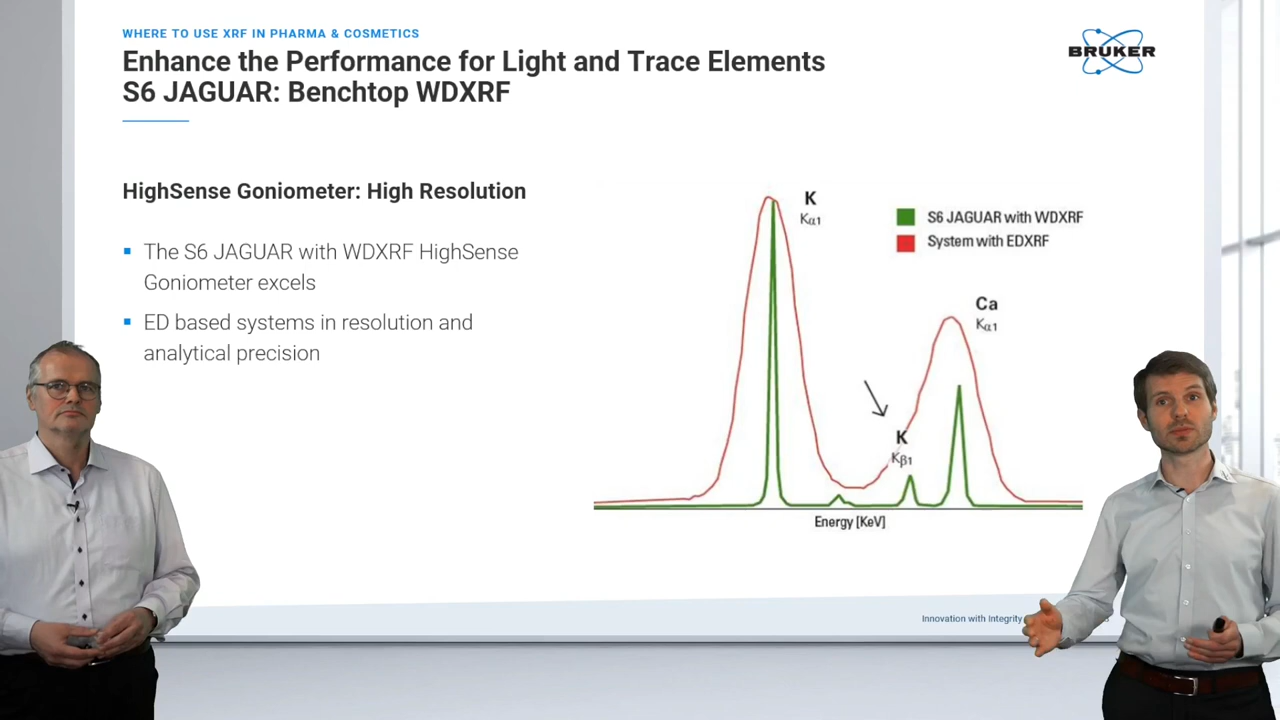 WHERE TO USE XRF IN PHARMA & COSMETICS
Enhance the Performance for Light and Trace Elements
S6 JAGUAR: Benchtop WDXRF
BRUKER
HighSense Goniometer: High Resolution
The S6 JAGUAR with WDXRF HighSense
Goniometer excels
ED based systems in resolution and
analytical precision
K
Kα1
S6 JAGUAR with WDXRF
System with EDXRF
Ca
Kα1
K
Kβ1
Energy [KeV]
Innovation with Integrity